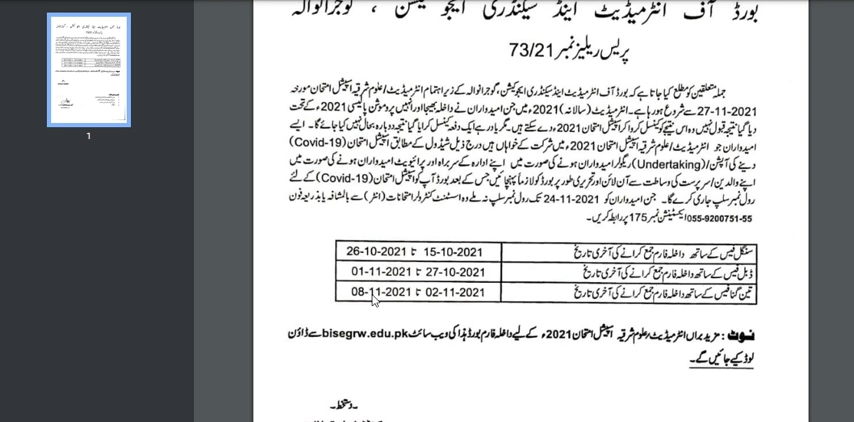 بورڈ آف انٹرمیڈیٹ اینڈ سیکنڈری ایجوکیشن ، گوجرانوالہ
پریس ریلیز نمبر 73/21
جملہ متعلقین کو مطلع کیا جاتا ہے کہ بورڈ آف انٹرمیڈیٹ اینڈ سیکنڈری ایجوکیشن، گوجرانوالہ کے زیر اہتمام انٹرمیڈیٹ/علوم شرقیہ اسپیشل امتحان مورخہ
27-11-2021 سے شروع ہو رہا ہے۔ انٹرمیڈیٹ (سالانہ) 2021ء میں جن امیدواران نے داخلہ بھیجا اور انہیں پروموشن پالیسی 2021ء کے تحت
دیا گیا نتیجہ قبول نہیں وہ اس نتیجے کو کینسل کروا کر اسپیشل امتحان 2021ء دے سکتے ہیں۔ مگر یاد رہے ایک دفعہ کینسل کرایا گیا نتیجہ دوبارہ بحال نہیں کیا جائے گا۔ ایسے
امیدواران جو انٹرمیڈیٹ/علوم شرقیہ اسپیشل امتحان 2021ء میں شرکت کے خواہاں ہیں درج ذیل شیڈول کے مطابق اسپیشل امتحان (Covid-19)
دینے کی آپشن/(Undertaking) ریگولر امیدواران ہونے کی صورت میں اپنے ادارہ کے سربراہ اور پرائیویٹ امیدواران ہونے کی صورت میں
اپنے والدین/سرپرست کی وساطت سے آن لائن اور تحریری طور پر بورڈ کو لازماً پہنچائیں جس کے بعد بورڈ آپ کو اسپیشل امتحان (Covid-19) کے لئے
رول نمبر سلپ جاری کرے گا۔ جن امیدواران کو 24-11-2021 تک رول نمبر سلپ نہ ملے وہ اسسٹنٹ کنٹرولر امتحانات (انٹر) سے بالمشافہ یا بذریعہ فون
055-9200751-55 ایکسٹینشن نمبر 175 پر رابطہ کریں۔
سنگل فیس کے ساتھ داخلہ فارم جمع کرانے کی آخری تاریخ 15-10-2021 تا 26-10-2021
ڈبل فیس کے ساتھ داخلہ فارم جمع کرانے کی آخری تاریخ 27-10-2021 تا 01-11-2021
تین گنا فیس کے ساتھ داخلہ فارم جمع کرانے کی آخری تاریخ 02-11-2021 تا 08-11-2021
نوٹ : مزید براں انٹرمیڈیٹ/علوم شرقیہ اسپیشل امتحان 2021ء کے لیے داخلہ فارم بورڈ ہذا کی ویب سائٹ bisegrw.edu.pk سے ڈاؤن
لوڈ کیے جائیں گے۔
۔دستخط۔
1